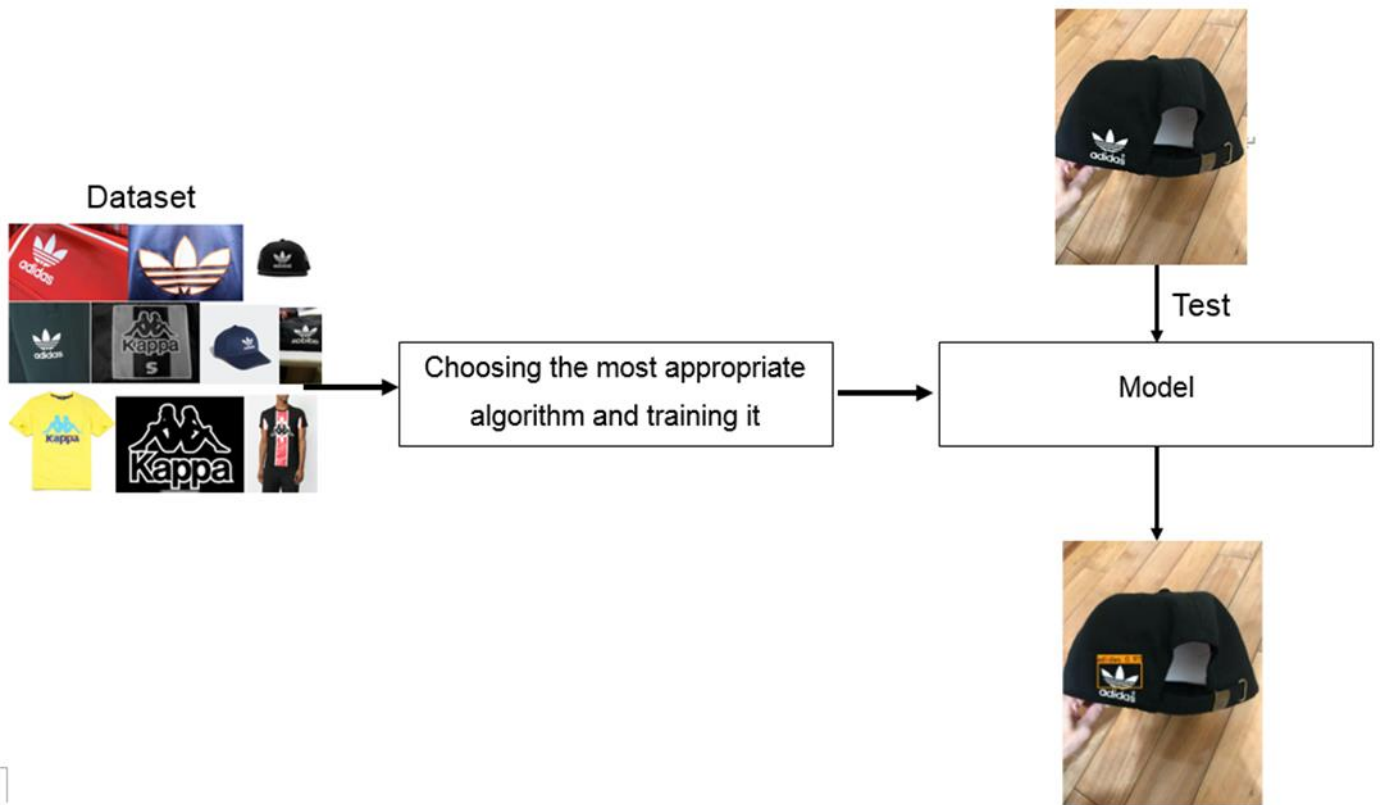 Dataset
adidas
adidas
Kappa
S
Kappa
Kappa
Choosing the most appropriate
algorithm and training it
adidas
Test
Model
adidas